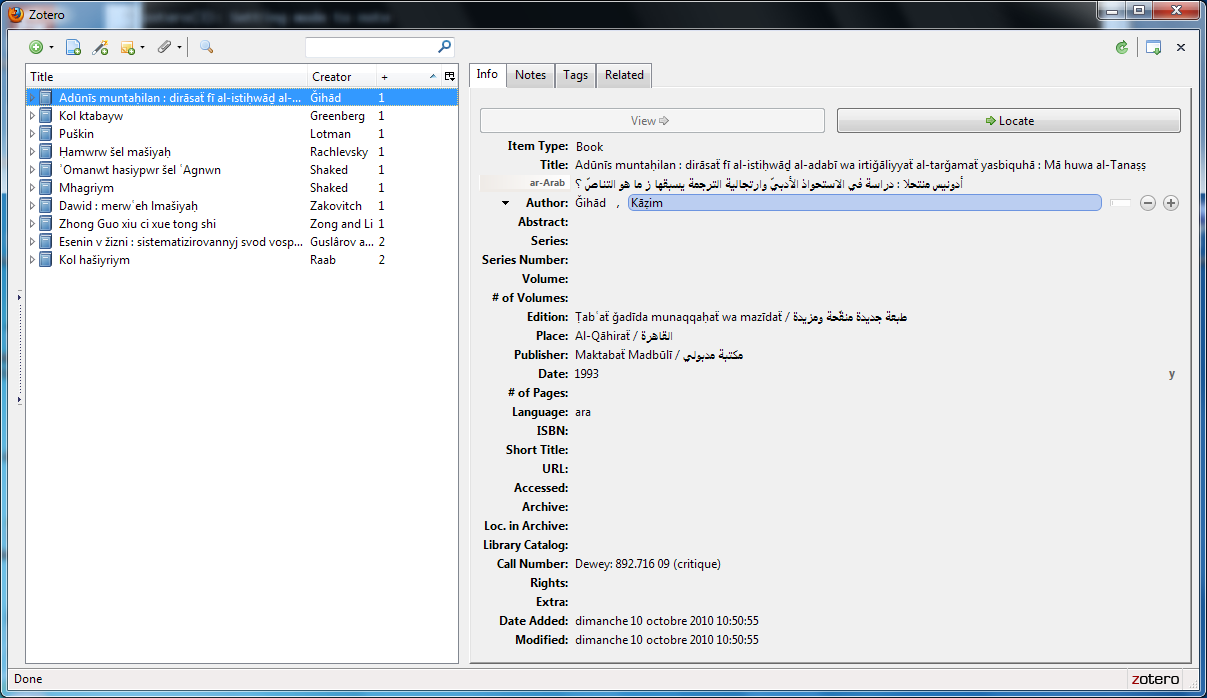 Zotero
Title Creator +
Adūnīs muntaḥilan : dirāsaẗ fī al-istiḥwāḏ al-... Ǧihād 1
Kol ktabayw Greenberg 1
Puškin Lotman 1
Ḥamwrw šel mašiyaḥ Rachlevsky 1
ʿOmanwt hasiypwr šel ʿAgnwn Shaked 1
Mhagriym Shaked 1
Dawid : merwʿeh lmašiyaḥ Zakovitch 1
Zhong Guo xiu ci xue tong shi Zong and Li 1
Esenin v žizni : sistematizirovannyj svod vosp... Guslârov a... 2
Kol hašiyriym Raab 2
Info Notes Tags Related
View Locate
Item Type: Book
Title: Adūnīs muntaḥilan : dirāsaẗ fī al-istiḥwāḏ al-adabī wa irtiǧāliyyaẗ al-tarǧamaẗ yasbiquhā : Mā huwa al-Tanaṣṣ
ar-Arab أدونيس منتحلا : دراسة في الاستحواذ الأدبيّ وارتجالية الترجمة يسبقها ز ما هو التناصّ ؟
Author: Ǧihād , Kāẓim
Abstract:
Series:
Series Number:
Volume:
# of Volumes:
Edition: Ṭabʿaẗ ǧadīda munaqqaḥaẗ wa mazīdaẗ / طبعة جديدة منقّحة ومزيدة
Place: Al-Qāhiraẗ / القاهرة
Publisher: Maktabaẗ Madbūlī / مكتبة مدبولي
Date: 1993 y
# of Pages:
Language: ara
ISBN:
Short Title:
URL:
Accessed:
Archive:
Loc. in Archive:
Library Catalog:
Call Number: Dewey: 892.716 09 (critique)
Rights:
Extra:
Date Added: dimanche 10 octobre 2010 10:50:55
Modified: dimanche 10 octobre 2010 10:50:55
Done zotero